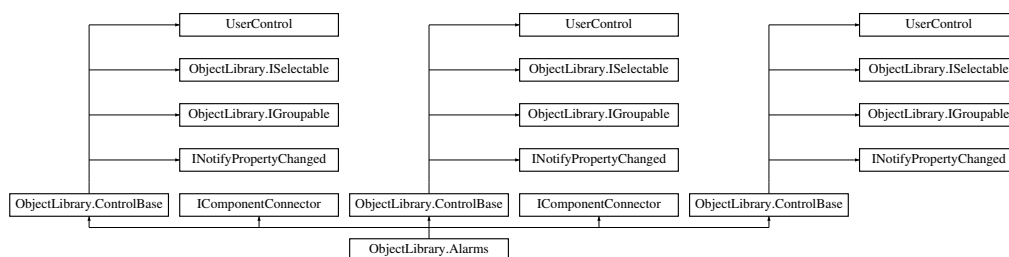 UserControl UserControl UserControl
ObjectLibrary.ISelectable ObjectLibrary.ISelectable ObjectLibrary.ISelectable
ObjectLibrary.IGroupable ObjectLibrary.IGroupable ObjectLibrary.IGroupable
INotifyPropertyChanged INotifyPropertyChanged INotifyPropertyChanged
ObjectLibrary.ControlBase IComponentConnector ObjectLibrary.ControlBase IComponentConnector ObjectLibrary.ControlBase
ObjectLibrary.Alarms